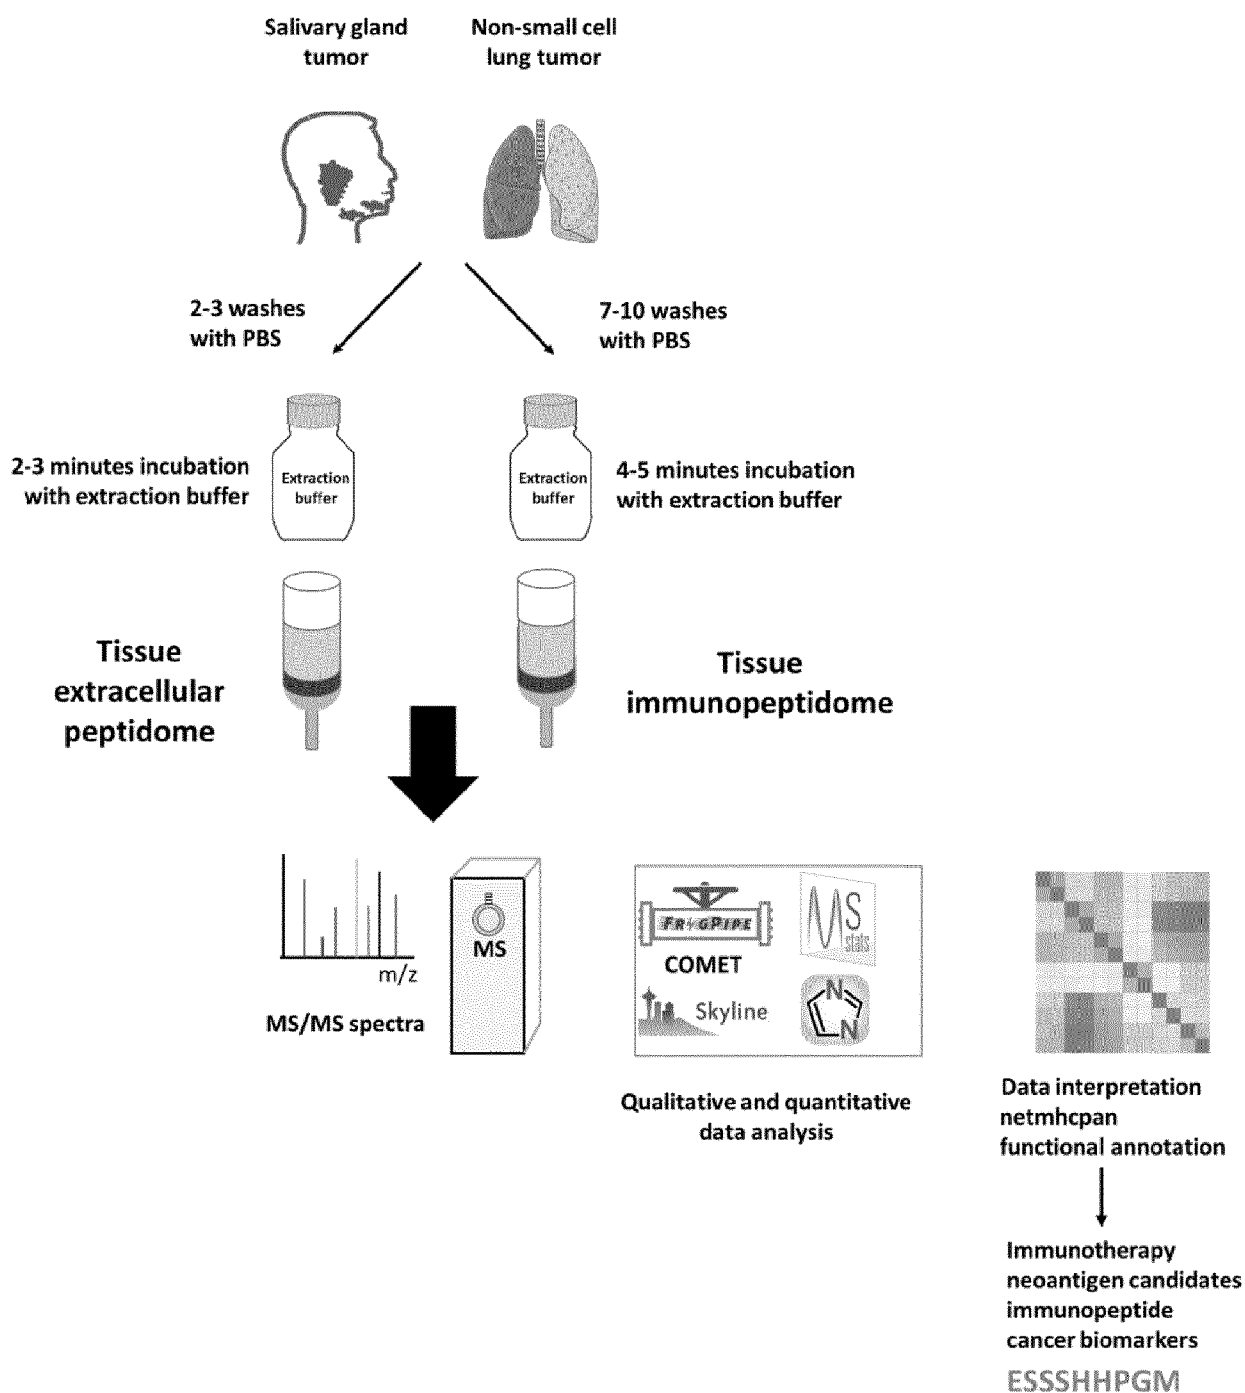 Salivary gland
tumor
Non-small cell
lung tumor
2-3 washes
with PBS
7-10 washes
with PBS
2-3 minutes incubation
with extraction buffer
Extraction
buffer
Extraction
buffer
4-5 minutes incubation
with extraction buffer
Tissue
extracellular
peptidome
Tissue
immunopeptidome
m/z
MS/MS spectra
MS
COMET
Skyline
MS
stats
N
N
Qualitative and quantitative
data analysis
Data interpretation
netmhcpan
functional annotation
Immunotherapy
neoantigen candidates
immunopeptide
cancer biomarkers
ESSSHHPGM